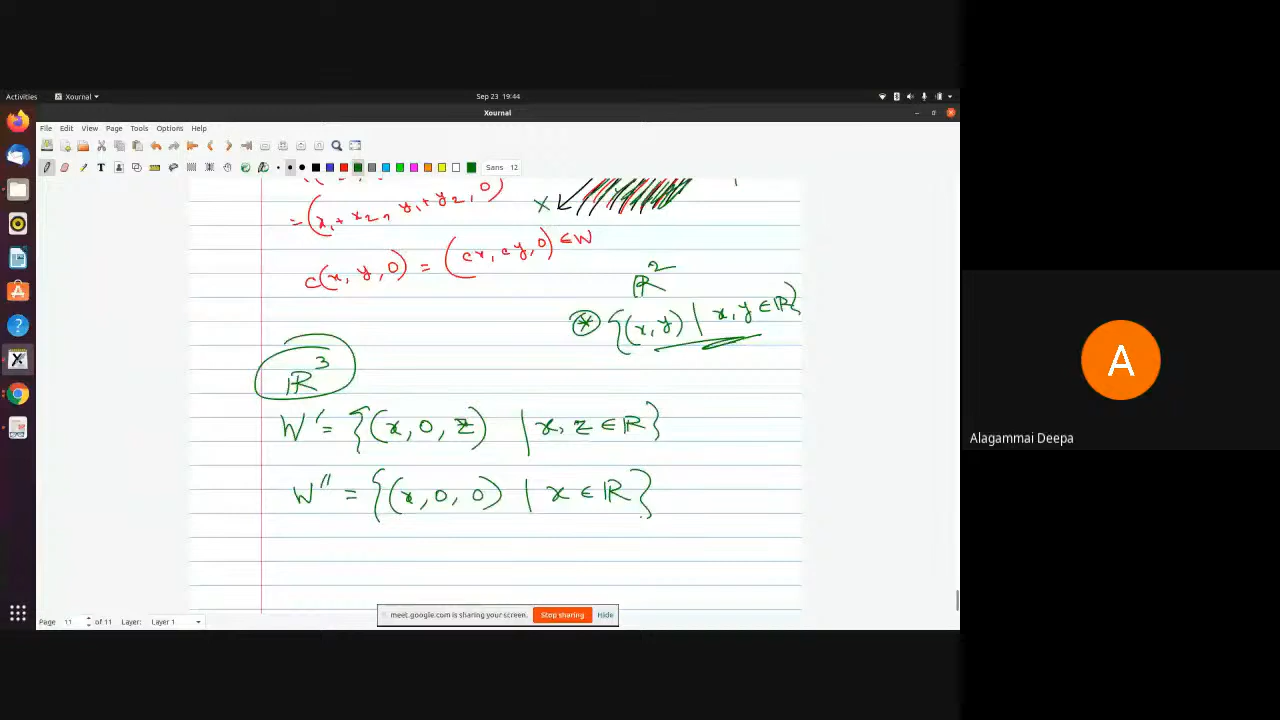 Activities Xournal Sep 23 19:44
Xournal
File Edit View Page Tools Options Help
T Sans 12
= (x₁ + x₂, y₁ + y₂, 0)
X
c(x, y, 0) = (cx, cy, 0) ∈ W
ℝ²
* {(x, y) | x, y ∈ ℝ}
ℝ³
W' = {(x, 0, z) | x, z ∈ ℝ}
W'' = {(x, 0, 0) | x ∈ ℝ}
meet.google.com is sharing your screen. Stop sharing Hide
Page 11 of 11 Layer: Layer 1
A
Alagammai Deepa